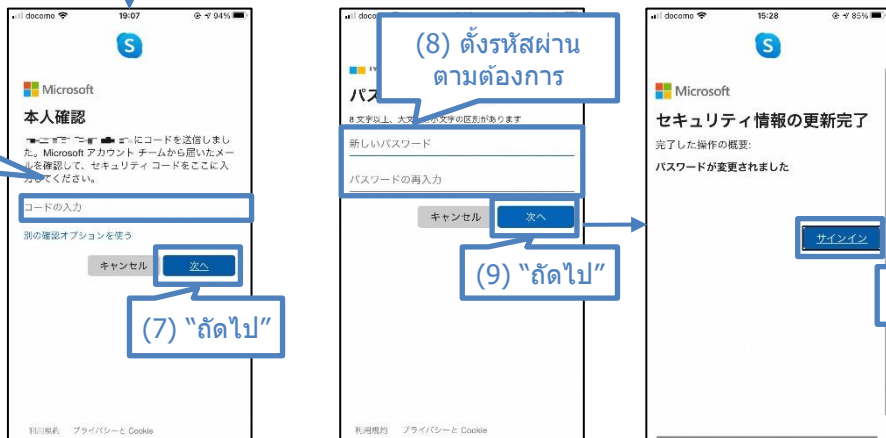 docomo 19:07 94%
Microsoft
本人確認
にコードを送信しまし
た。Microsoft アカウント チームから届いたメー
ルを確認して、セキュリティ コードをここに入
力してください。
コードの入力
別の確認オプションを使う
キャンセル 次へ
(7) “ถัดไป”
利用規約 プライバシーと Cookie
(8) ตั้งรหัสผ่าน
ตามต้องการ
8 文字以上、大文字と小文字の区別があります
新しいパスワード
パスワードの再入力
キャンセル 次へ
(9) “ถัดไป”
利用規約 プライバシーと Cookie
docomo 15:28 85%
Microsoft
セキュリティ情報の更新完了
完了した操作の概要:
パスワードが変更されました
サインイン